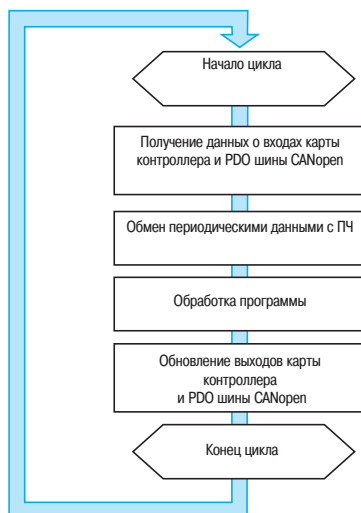 Начало цикла
Получение данных о входах карты
контроллера и PDO шины CANopen
Обмен периодическими данными с ПЧ
Обработка программы
Обновление выходов карты
контроллера
и PDO шины CANopen
Конец цикла